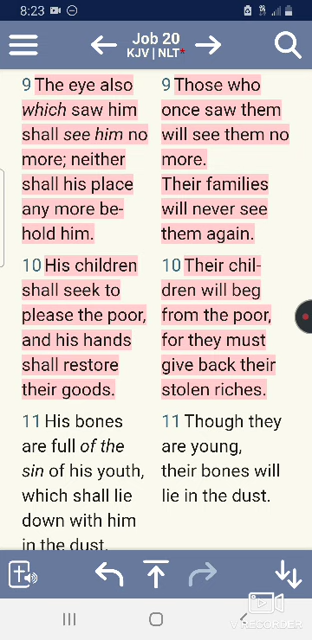 8:23
Job 20
KJV | NLT*
9 The eye also
which saw him
shall see him no
more; neither
shall his place
any more be-
hold him.
9 Those who
once saw them
will see them no
more.
Their families
will never see
them again.
10 His children
shall seek to
please the poor,
and his hands
shall restore
their goods.
10 Their chil-
dren will beg
from the poor,
for they must
give back their
stolen riches.
11 His bones
are full of the
sin of his youth,
which shall lie
down with him
in the dust.
11 Though they
are young,
their bones will
lie in the dust.
V RECORDER